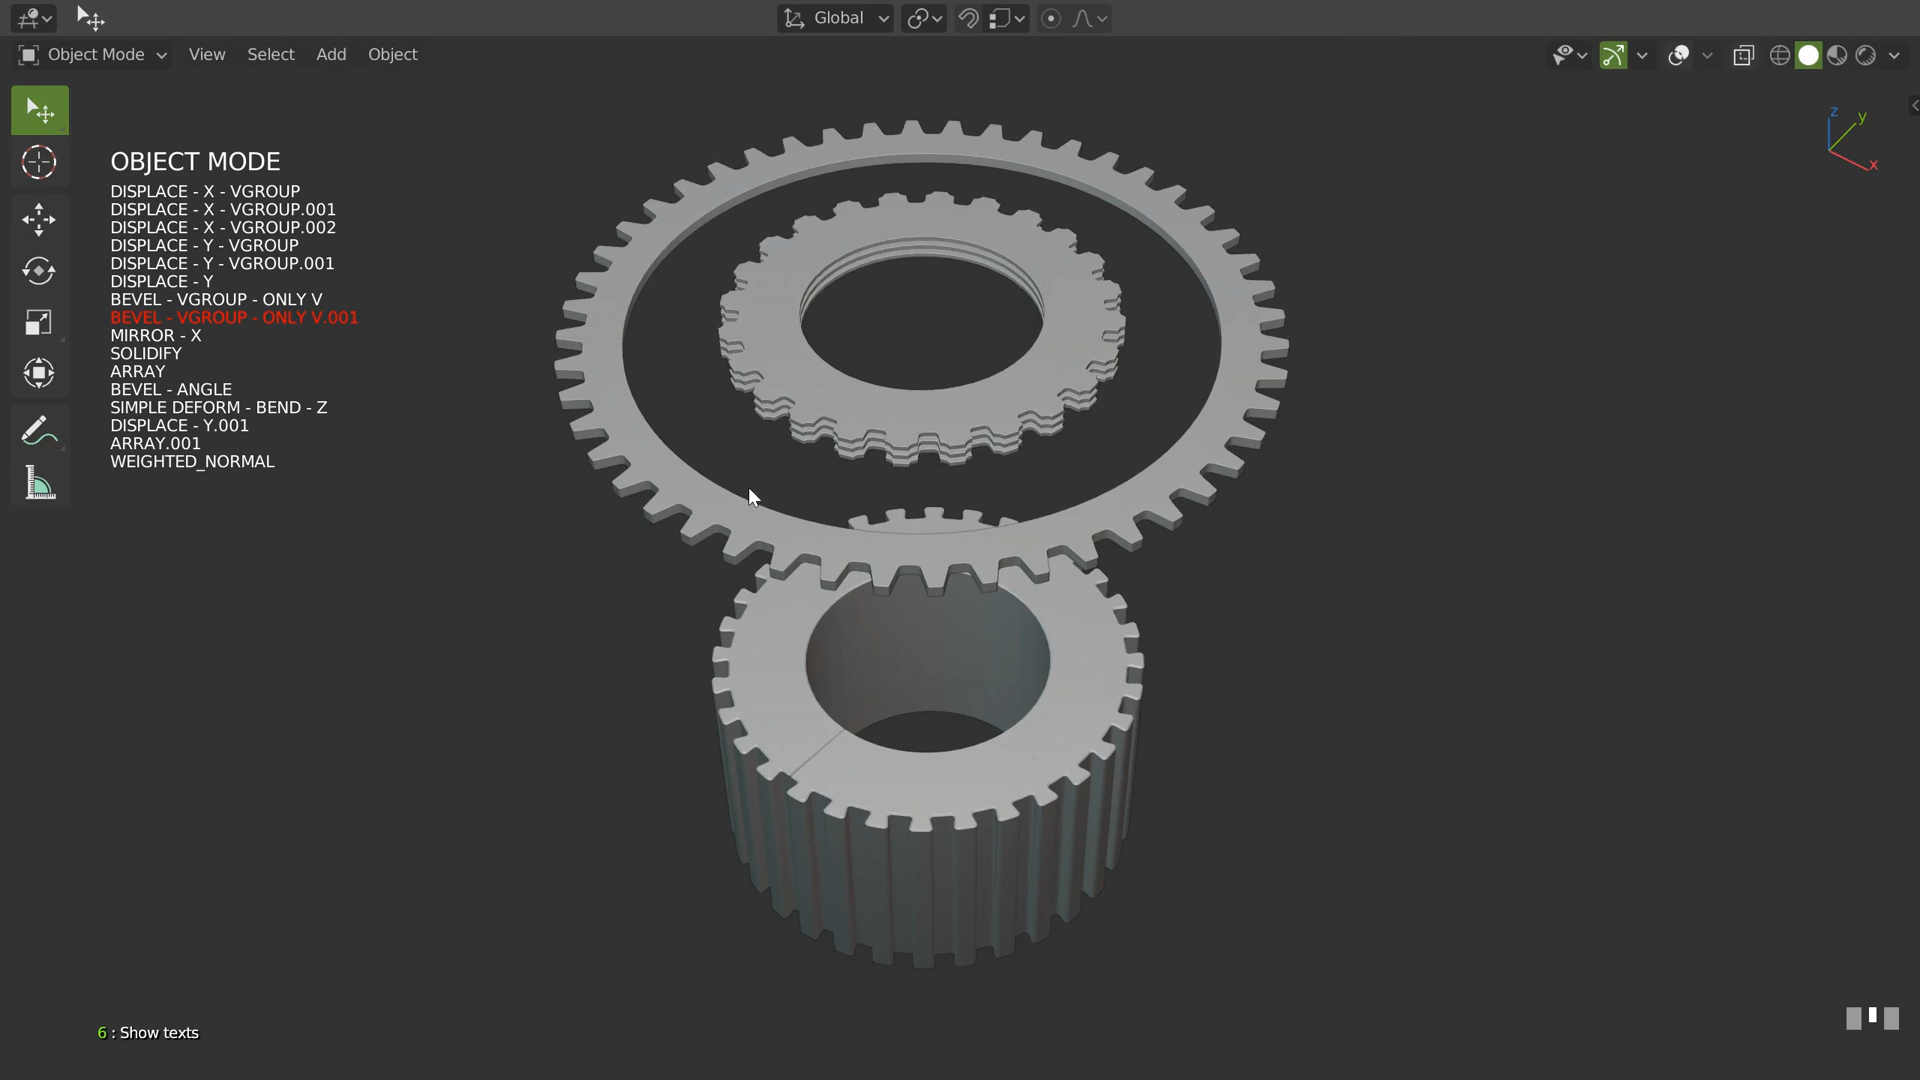 Global
Object Mode View Select Add Object
z
y
x
OBJECT MODE
DISPLACE - X - VGROUP
DISPLACE - X - VGROUP.001
DISPLACE - X - VGROUP.002
DISPLACE - Y - VGROUP
DISPLACE - Y - VGROUP.001
DISPLACE - Y
BEVEL - VGROUP - ONLY V
BEVEL - VGROUP - ONLY V.001
MIRROR - X
SOLIDIFY
ARRAY
BEVEL - ANGLE
SIMPLE DEFORM - BEND - Z
DISPLACE - Y.001
ARRAY.001
WEIGHTED_NORMAL
6 : Show texts